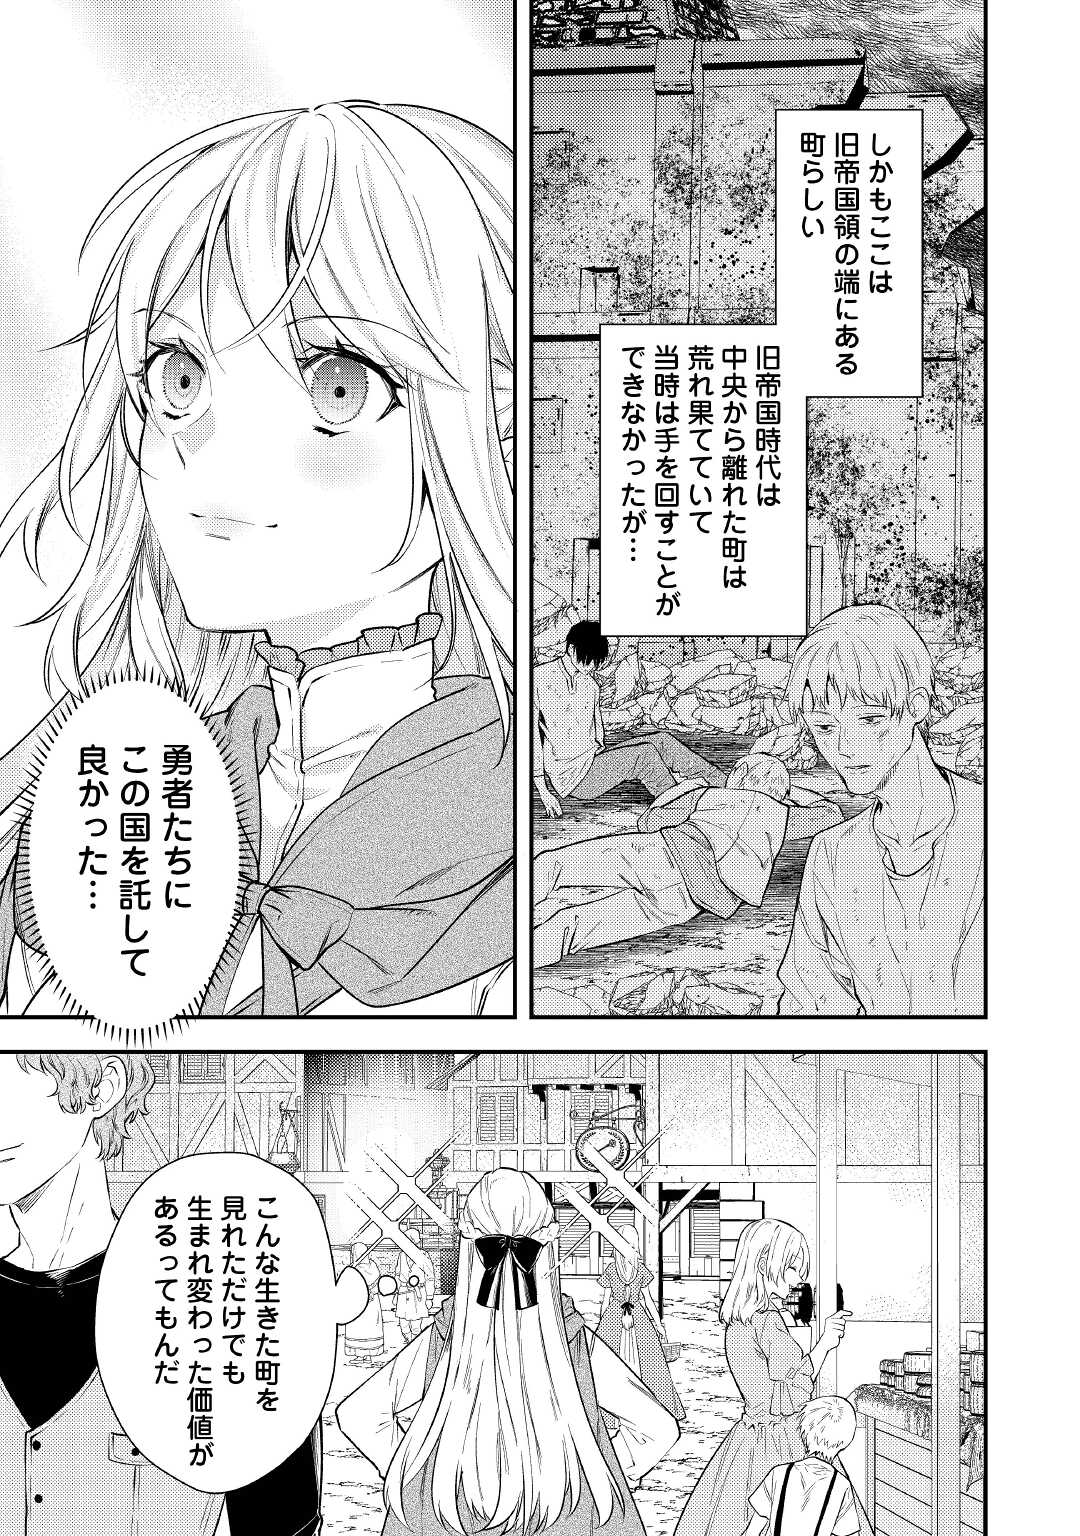 しかもここは
旧帝国領の端にある
町らしい
旧帝国時代は
中央から離れた町は
荒れ果てていて
当時は手を回すことが
できなかったが…
勇者たちに
この国を託して
良かった…
こんな生きた町を
見れただけでも
生まれ変わった価値が
あるってもんだ